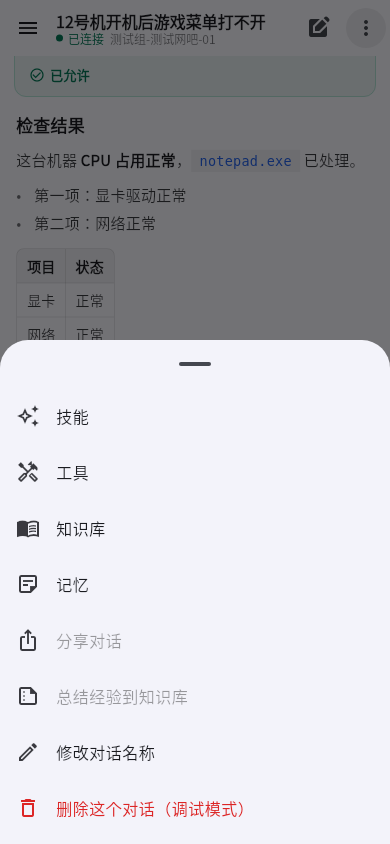 12号机开机后游戏菜单打不开
已连接 测试组-测试网吧-01
已允许
检查结果
这台机器 CPU 占用正常， notepad.exe 已处理。
• 第一项：显卡驱动正常
• 第二项：网络正常
项目 状态
显卡 正常
网络 正常
技能
工具
知识库
记忆
分享对话
总结经验到知识库
修改对话名称
删除这个对话（调试模式）